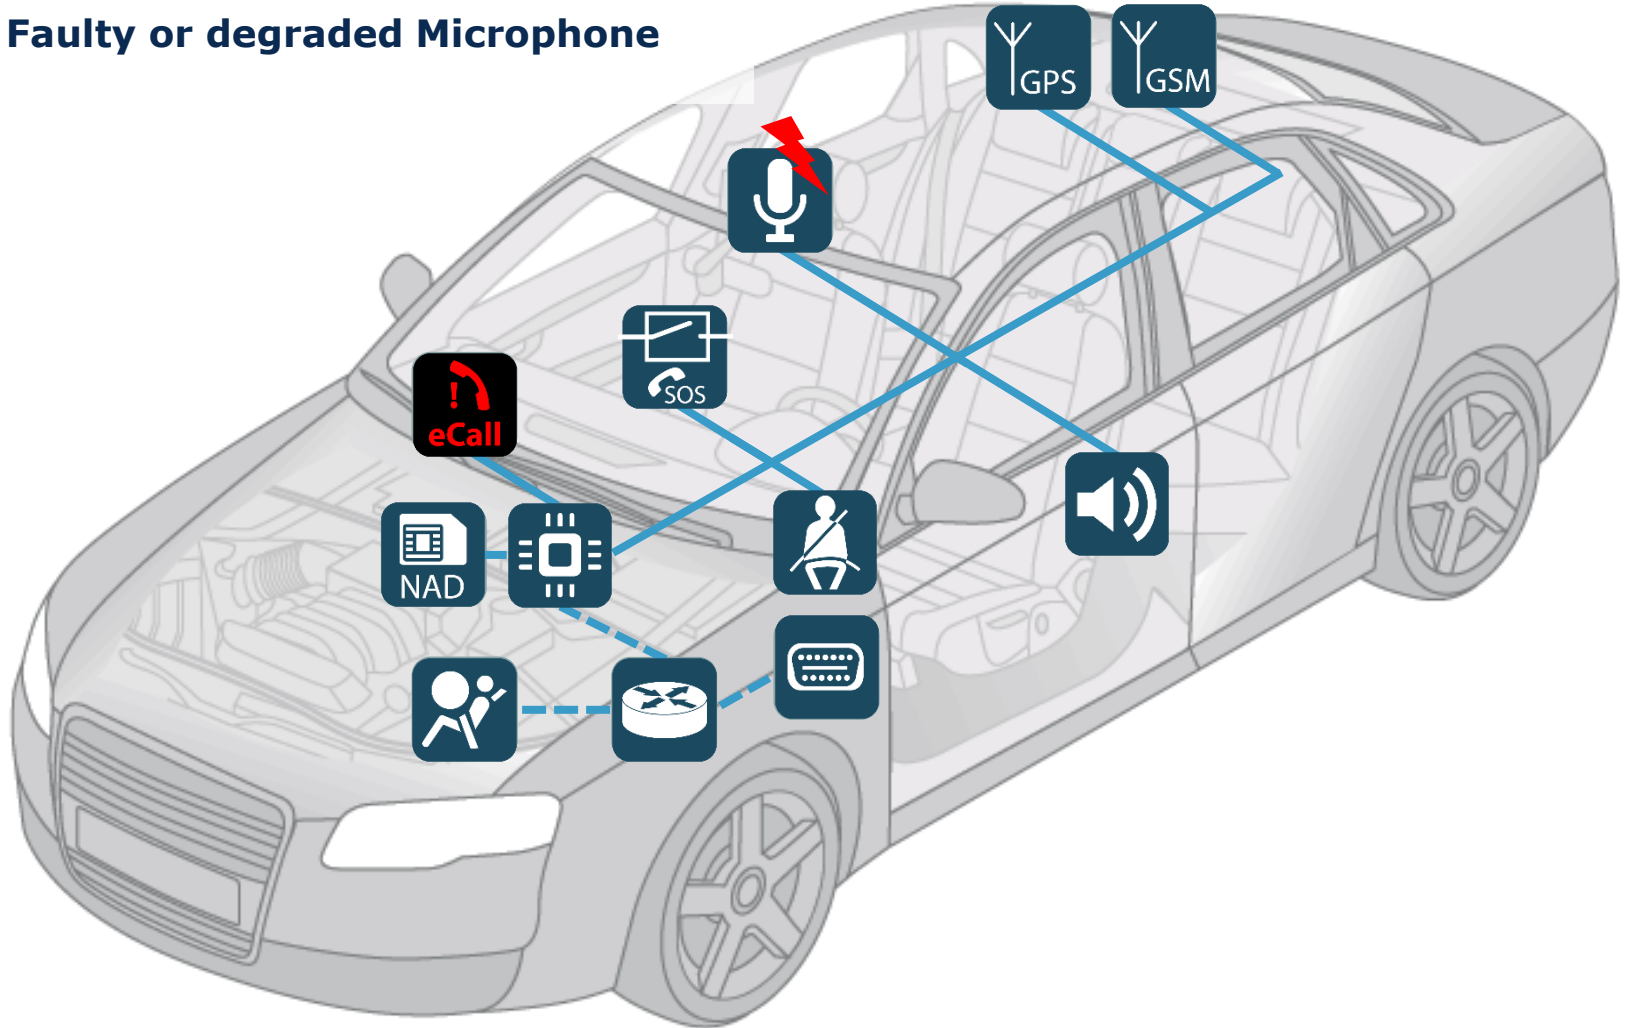 Faulty or degraded Microphone
GPS
GSM
SOS
!
eCall
NAD